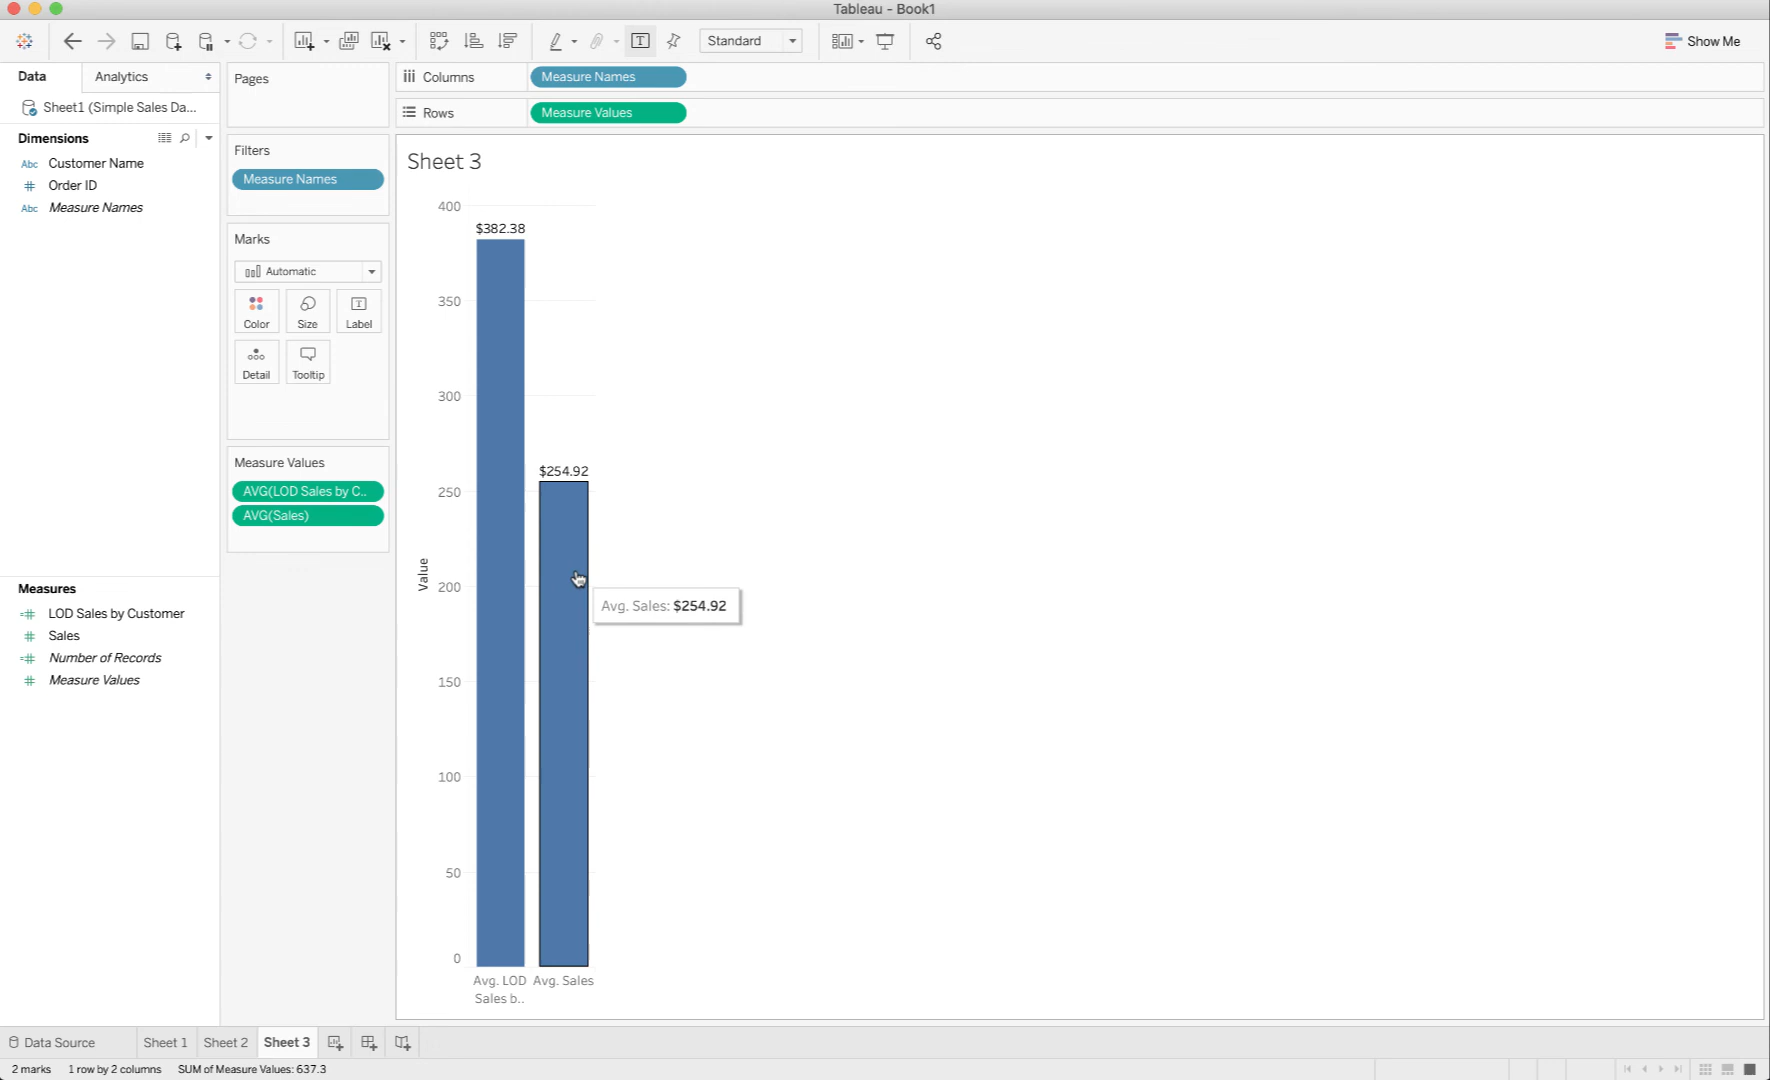 Tableau - Book1
Standard
Show Me
Data
Analytics
Sheet1 (Simple Sales Da...
Dimensions
Abc Customer Name
# Order ID
Abc Measure Names
Measures
=# LOD Sales by Customer
# Sales
=# Number of Records
# Measure Values
Pages
Filters
Measure Names
Marks
Automatic
Color
Size
T
Label
Detail
Tooltip
Measure Values
AVG(LOD Sales by C..
AVG(Sales)
Columns
Measure Names
Rows
Measure Values
Sheet 3
400
350
300
250
200
150
100
50
0
Value
$382.38
$254.92
Avg. Sales: $254.92
Avg. LOD
Sales b..
Avg. Sales
Data Source
Sheet 1
Sheet 2
Sheet 3
2 marks
1 row by 2 columns
SUM of Measure Values: 637.3